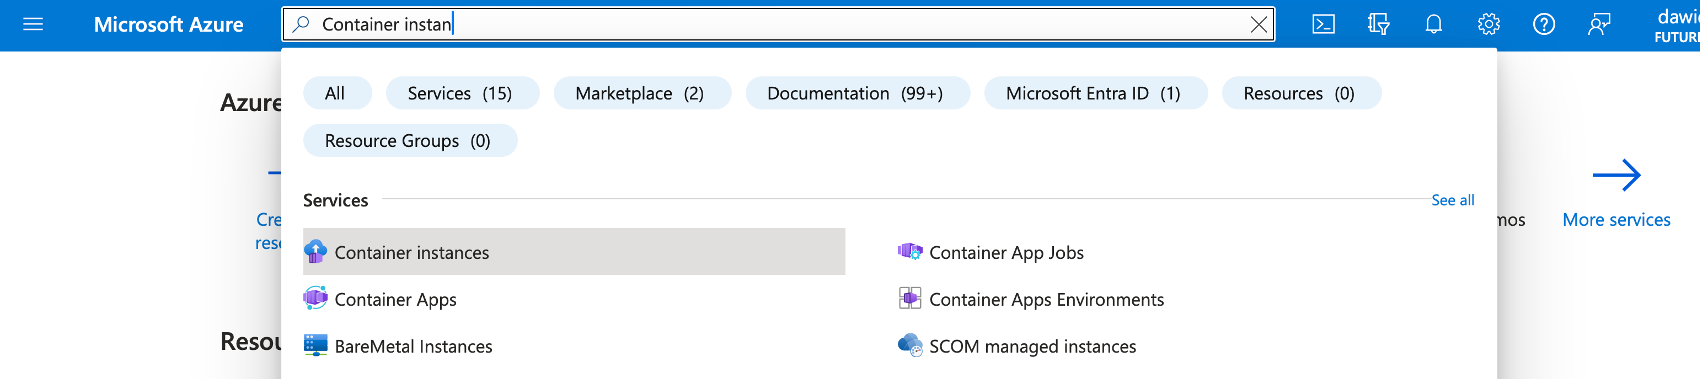 Microsoft Azure
Container instan
dawi
FUTUR
All
Services (15)
Marketplace (2)
Documentation (99+)
Microsoft Entra ID (1)
Resources (0)
Resource Groups (0)
Azure
Services
See all
Cre
rese
mos
More services
Container instances
Container App Jobs
Container Apps
Container Apps Environments
Resou
BareMetal Instances
SCOM managed instances